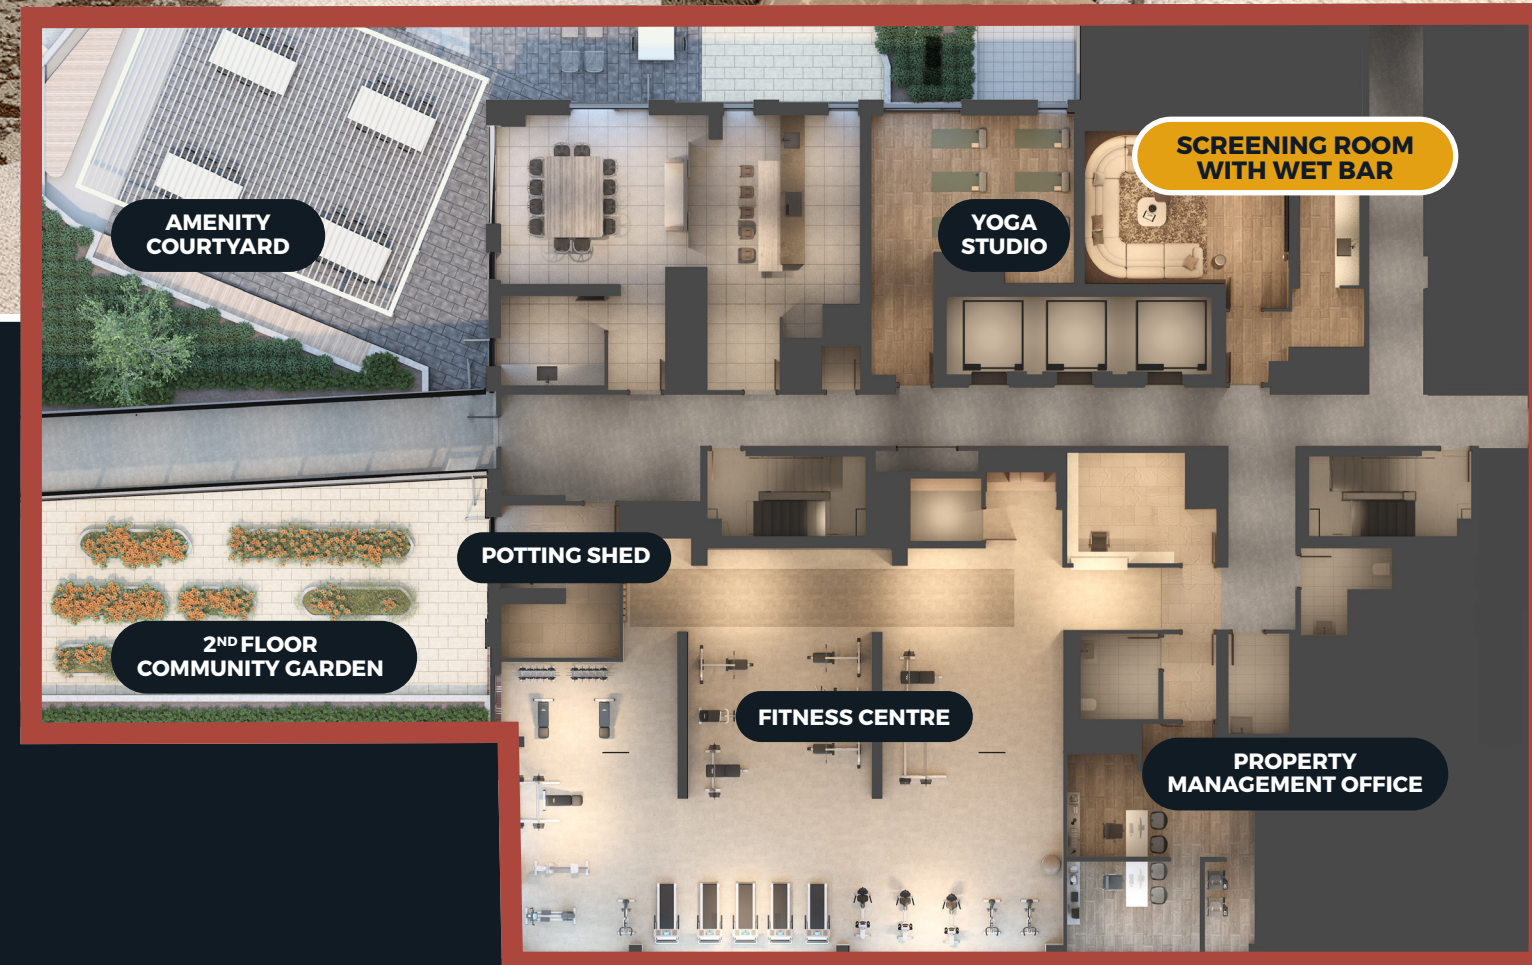 SCREENING ROOM
WITH WET BAR
AMENITY
COURTYARD
YOGA
STUDIO
POTTING SHED
2ND FLOOR
COMMUNITY GARDEN
FITNESS CENTRE
PROPERTY
MANAGEMENT OFFICE